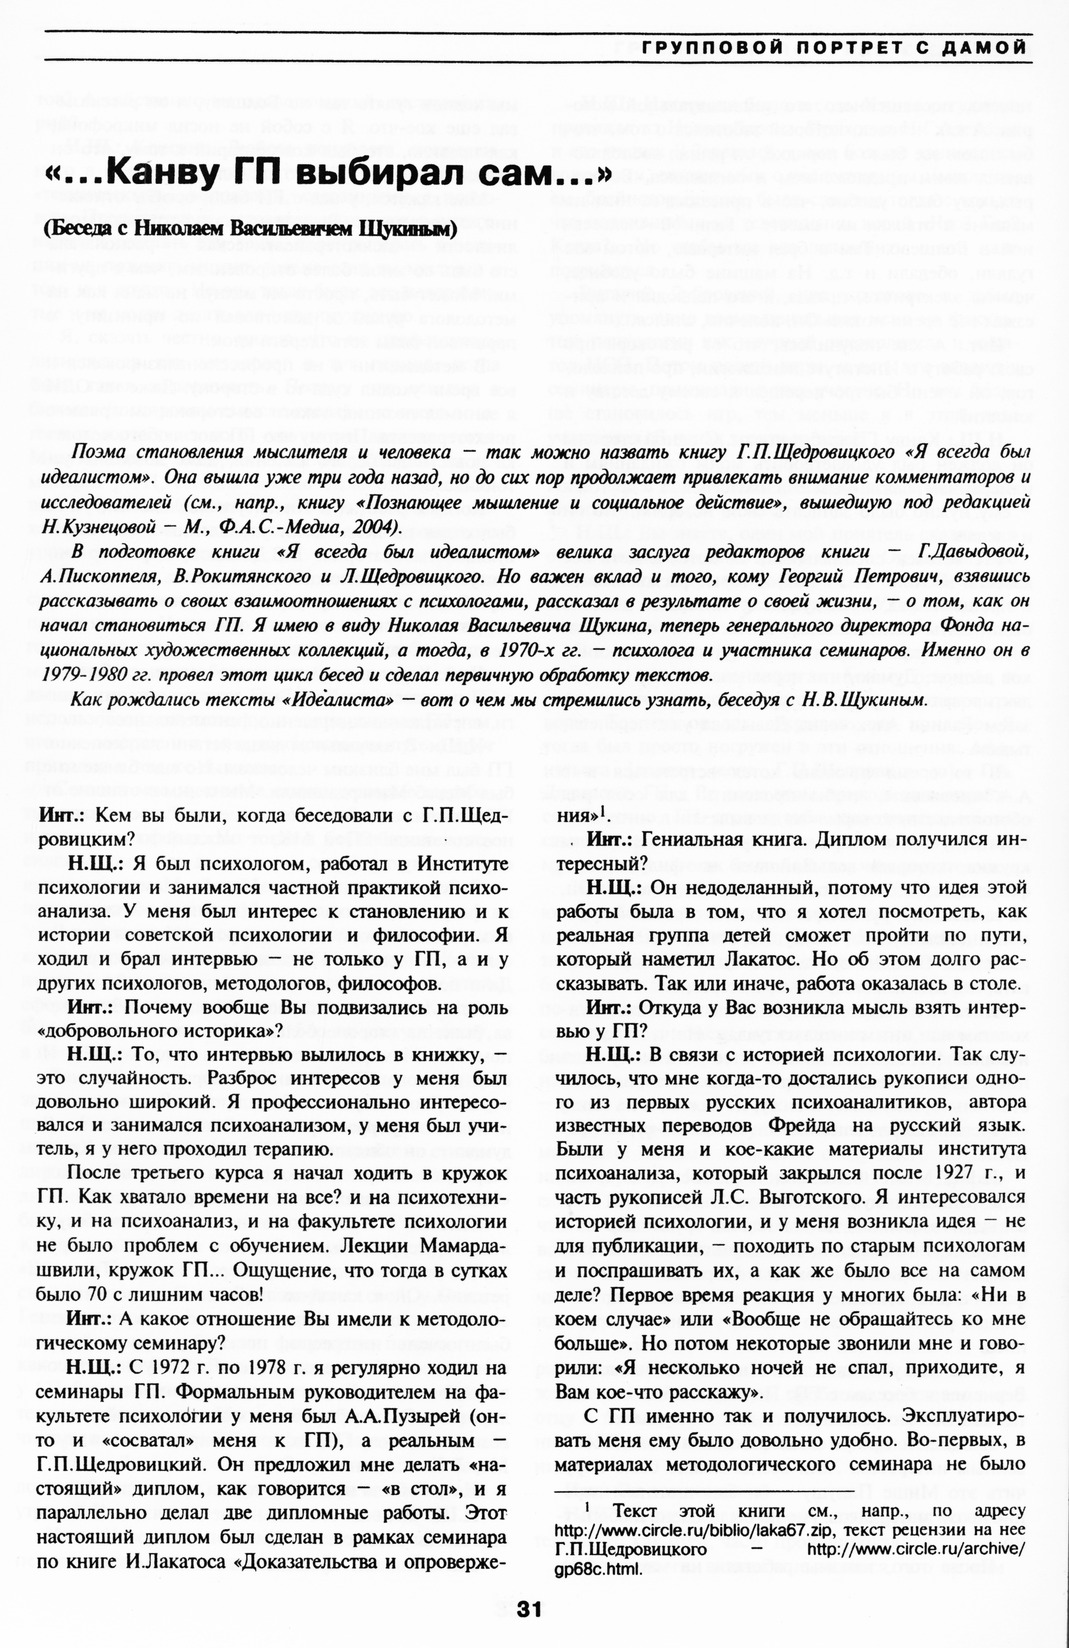 ГРУППОВОЙ ПОРТРЕТ С ДАМОЙ
«...Канву ГП выбирал сам...»
(Беседа с Николаем Васильевичем Щукиным)
Поэма становления мыслителя и человека — так можно назвать книгу Г.П.Щедровицкого «Я всегда был
идеалистом». Она вышла уже три года назад, но до сих пор продолжает привлекать внимание комментаторов и
исследователей (см., напр., книгу «Познающее мышление и социальное действие», вышедшую под редакцией
Н.Кузнецовой — М., Ф.А.С.-Медиа, 2004).
В подготовке книги «Я всегда был идеалистом» велика заслуга редакторов книги — Г.Давыдовой,
А.Пископпеля, В.Рокитянского и Л.Щедровицкого. Но важен вклад и того, кому Георгий Петрович, взявшись
рассказывать о своих взаимоотношениях с психологами, рассказал в результате о своей жизни, — о том, как он
начал становиться ГП. Я имею в виду Николая Васильевича Щукина, теперь генерального директора Фонда на-
циональных художественных коллекций, а тогда, в 1970-х гг. — психолога и участника семинаров. Именно он в
1979-1980 гг. провел этот цикл бесед и сделал первичную обработку текстов.
Как рождались тексты «Идеалиста» — вот о чем мы стремились узнать, беседуя с Н.В.Щукиным.
Инт.: Кем вы были, когда беседовали с Г.П.Щед-
ровицким?
Н.Щ.: Я был психологом, работал в Институте
психологии и занимался частной практикой психо-
анализа. У меня был интерес к становлению и к
истории советской психологии и философии. Я
ходил и брал интервью — не только у ГП, а и у
других психологов, методологов, философов.
Инт.: Почему вообще Вы подвизались на роль
«добровольного историка»?
Н.Щ.: То, что интервью вылилось в книжку, —
это случайность. Разброс интересов у меня был
довольно широкий. Я профессионально интересо-
вался и занимался психоанализом, у меня был учи-
тель, я у него проходил терапию.
После третьего курса я начал ходить в кружок
ГП. Как хватало времени на все? и на психотехни-
ку, и на психоанализ, и на факультете психологии
не было проблем с обучением. Лекции Мамарда-
швили, кружок ГП... Ощущение, что тогда в сутках
было 70 с лишним часов!
Инт.: А какое отношение Вы имели к методоло-
гическому семинару?
Н.Щ.: С 1972 г. по 1978 г. я регулярно ходил на
семинары ГП. Формальным руководителем на фа-
культете психологии у меня был А.А.Пузырей (он-
то и «сосватал» меня к ГП), а реальным —
Г.П.Щедровицкий. Он предложил мне делать «на-
стоящий» диплом, как говорится — «в стол», и я
параллельно делал две дипломные работы. Этот
настоящий диплом был сделан в рамках семинара
по книге И.Лакатоса «Доказательства и опроверже-
ния»¹.
Инт.: Гениальная книга. Диплом получился ин-
тересный?
Н.Щ.: Он недоделанный, потому что идея этой
работы была в том, что я хотел посмотреть, как
реальная группа детей сможет пройти по пути,
который наметил Лакатос. Но об этом долго рас-
сказывать. Так или иначе, работа оказалась в столе.
Инт.: Откуда у Вас возникла мысль взять интер-
вью у ГП?
Н.Щ.: В связи с историей психологии. Так слу-
чилось, что мне когда-то достались рукописи одно-
го из первых русских психоаналитиков, автора
известных переводов Фрейда на русский язык.
Были у меня и кое-какие материалы института
психоанализа, который закрылся после 1927 г., и
часть рукописей Л.С. Выготского. Я интересовался
историей психологии, и у меня возникла идея — не
для публикации, — походить по старым психологам
и поспрашивать их, а как же было все на самом
деле? Первое время реакция у многих была: «Ни в
коем случае» или «Вообще не обращайтесь ко мне
больше». Но потом некоторые звонили мне и гово-
рили: «Я несколько ночей не спал, приходите, я
Вам кое-что расскажу».
С ГП именно так и получилось. Эксплуатиро-
вать меня ему было довольно удобно. Во-первых, в
материалах методологического семинара не было
¹ Текст этой книги см., напр., по адресу
http://www.circle.ru/biblio/laka67.zip, текст рецензии на нее
Г.П.Щедровицкого — http://www.circle.ru/archive/
gp68c.html.
31